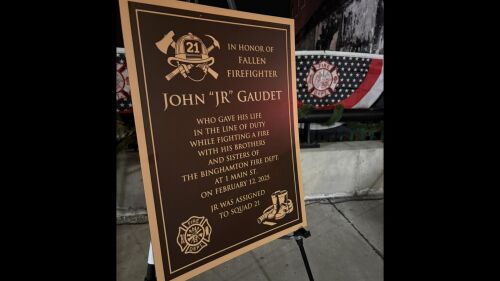 21
IN HONOR OF
FALLEN
FIREFIGHTER
JOHN "JR" GAUDET
WHO GAVE HIS LIFE
IN THE LINE OF DUTY
WHILE FIGHTING A FIRE
WITH HIS BROTHERS
AND SISTERS OF
THE BINGHAMTON FIRE DEPT.
AT 1 MAIN ST.
ON FEBRUARY 12, 2025
JR WAS ASSIGNED
TO SQUAD 21
FIRE
DEPT